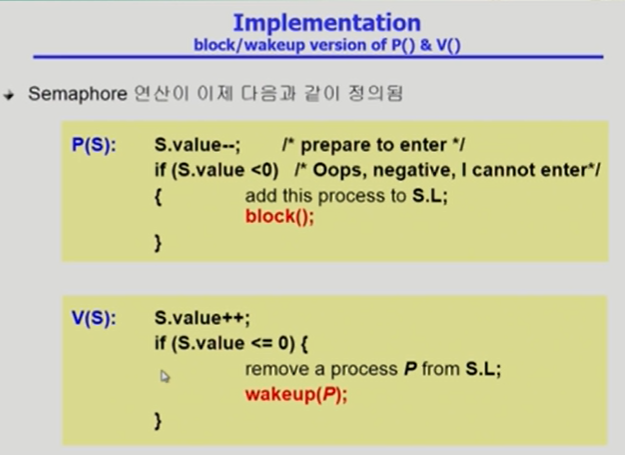 Implementation
block/wakeup version of P() & V()
Semaphore 연산이 이제 다음과 같이 정의됨
P(S): S.value--; /* prepare to enter */
if (S.value <0) /* Oops, negative, I cannot enter*/
{ add this process to S.L;
block();
}
V(S): S.value++;
if (S.value <= 0) {
remove a process P from S.L;
wakeup(P);
}